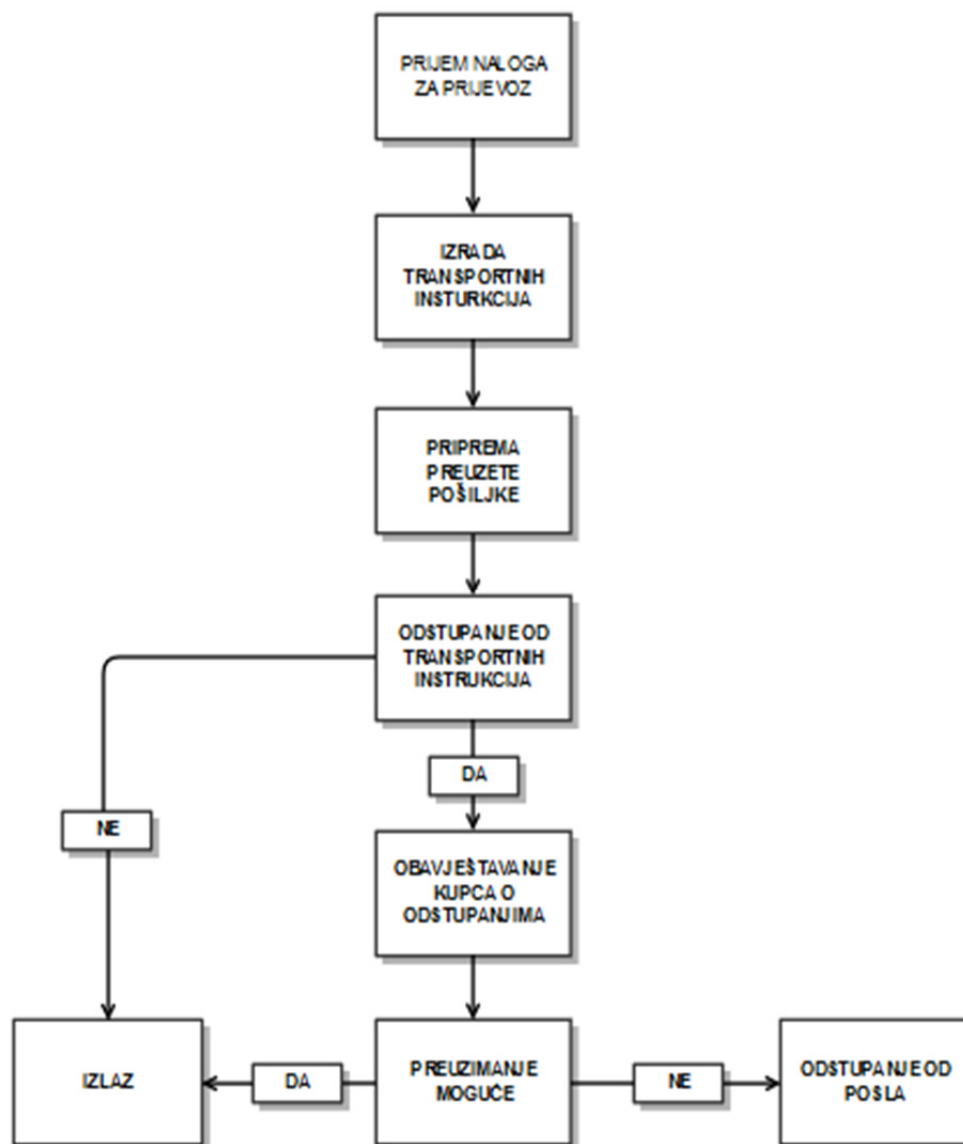 PRIJEM NALOGA
ZA PRIJEVOZ
IZRADA
TRANSPORTNIH
INSTURKCIJA
PRIPREMA
PREUZETE
POŠILJKE
ODSTUPANJE OD
TRANSPORTNIH
INSTRUKCIJA
DA
NE
OBAVJEŠTAVANJE
KUPCA O
ODSTUPANJIMA
IZLAZ
DA
PREUZIMANJE
MOGUĆE
NE
ODSTUPANJE OD
POSLA